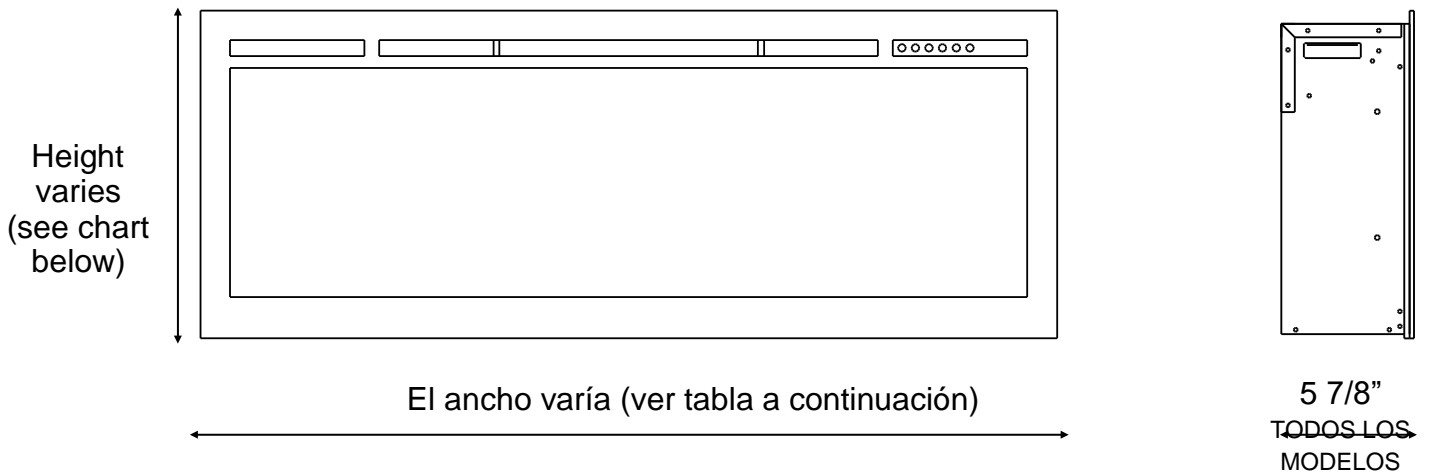 Height
varies
(see chart
below)
El ancho varía (ver tabla a continuación)
5 7/8”
TODOS LOS
MODELOS